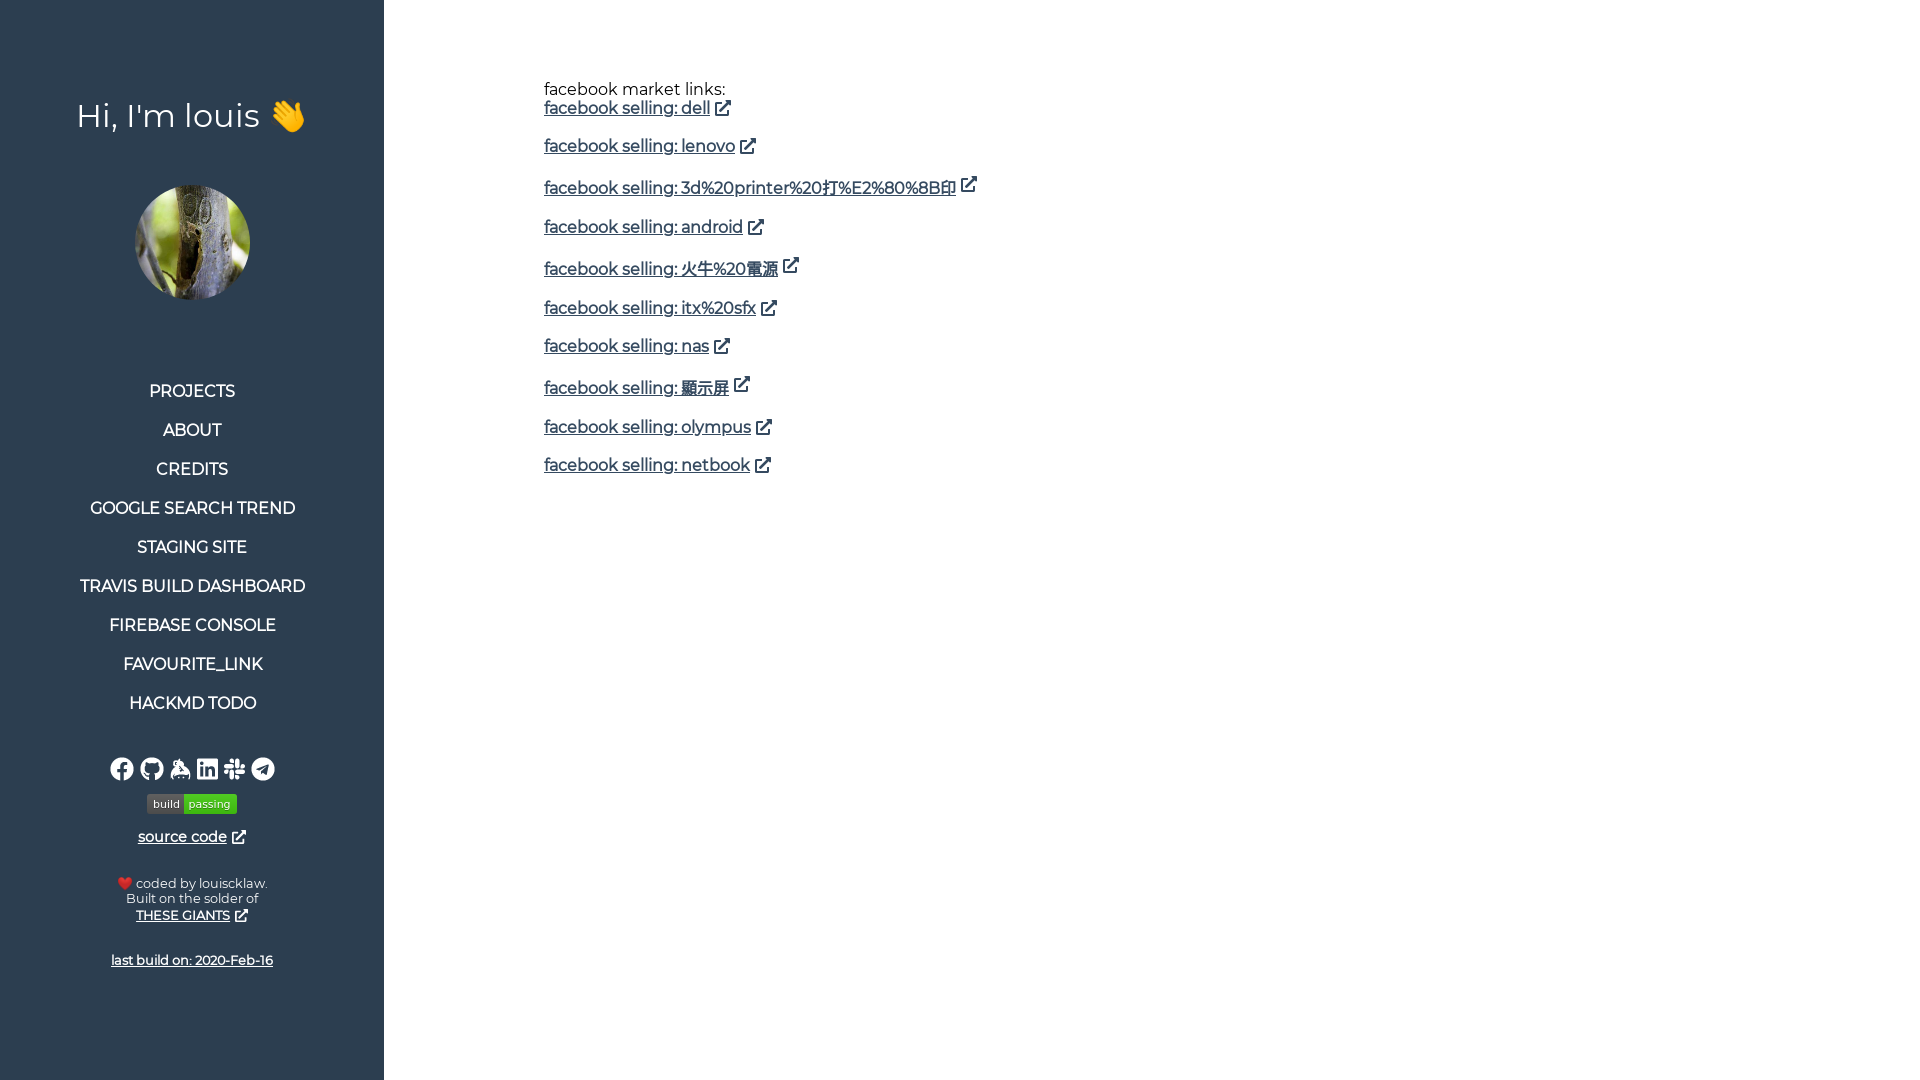 Hi, I'm louis 👋
PROJECTS
ABOUT
CREDITS
GOOGLE SEARCH TREND
STAGING SITE
TRAVIS BUILD DASHBOARD
FIREBASE CONSOLE
FAVOURITE_LINK
HACKMD TODO
build passing
source code
❤️ coded by louiscklaw.
Built on the solder of
THESE GIANTS
last build on: 2020-Feb-16
facebook market links:
facebook selling: dell
facebook selling: lenovo
facebook selling: 3d%20printer%20打%E2%80%8B印
facebook selling: android
facebook selling: 火牛%20電源
facebook selling: itx%20sfx
facebook selling: nas
facebook selling: 顯示屏
facebook selling: olympus
facebook selling: netbook